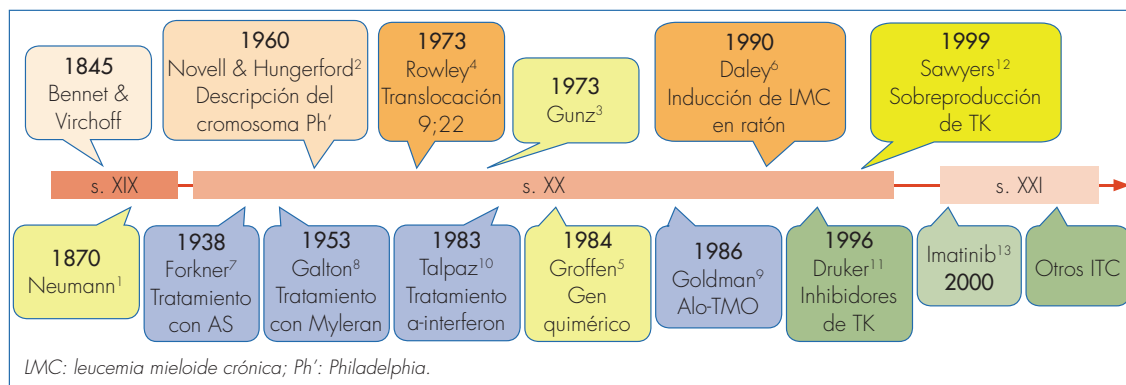 1845
Bennet &
Virchoff
1960
Novell & Hungerford2
Descripción del
cromosoma Ph’
1973
Rowley4
Translocación
9;22
1973
Gunz3
1990
Daley6
Inducción de LMC
en ratón
1999
Sawyers12
Sobreproducción
de TK
s. XIX
s. XX
s. XXI
1870
Neumann1
1938
Forkner7
Tratamiento
con AS
1953
Galton8
Tratamiento
con Myleran
1983
Talpaz10
Tratamiento
a-interferon
1984
Groffen5
Gen
quimérico
1986
Goldman9
Alo-TMO
1996
Druker11
Inhibidores
de TK
Imatinib13
2000
Otros ITC
LMC: leucemia mieloide crónica; Ph’: Philadelphia.